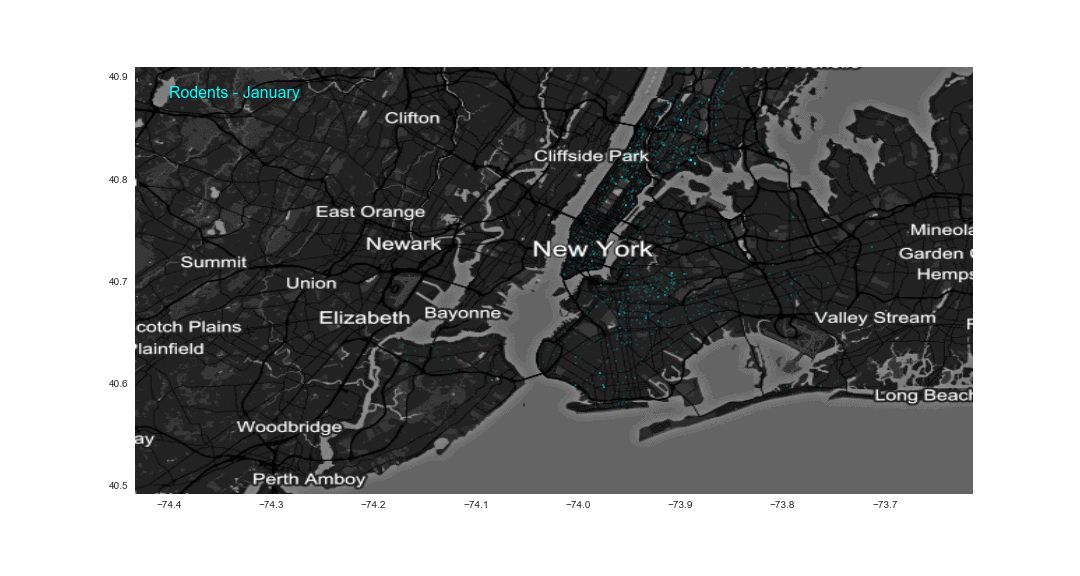 40.9
Rodents - January
Clifton
Cliffside Park
40.8
East Orange
Mineola
Newark
New York
Garden
Summit
Hemps
40.7
Union
Elizabeth
Bayonne
Valley Stream
cotch Plains
Plainfield
40.6
Long Beach
Woodbridge
ay
Perth Amboy
40.5
−74.4 −74.3 −74.2 −74.1 −74.0 −73.9 −73.8 −73.7